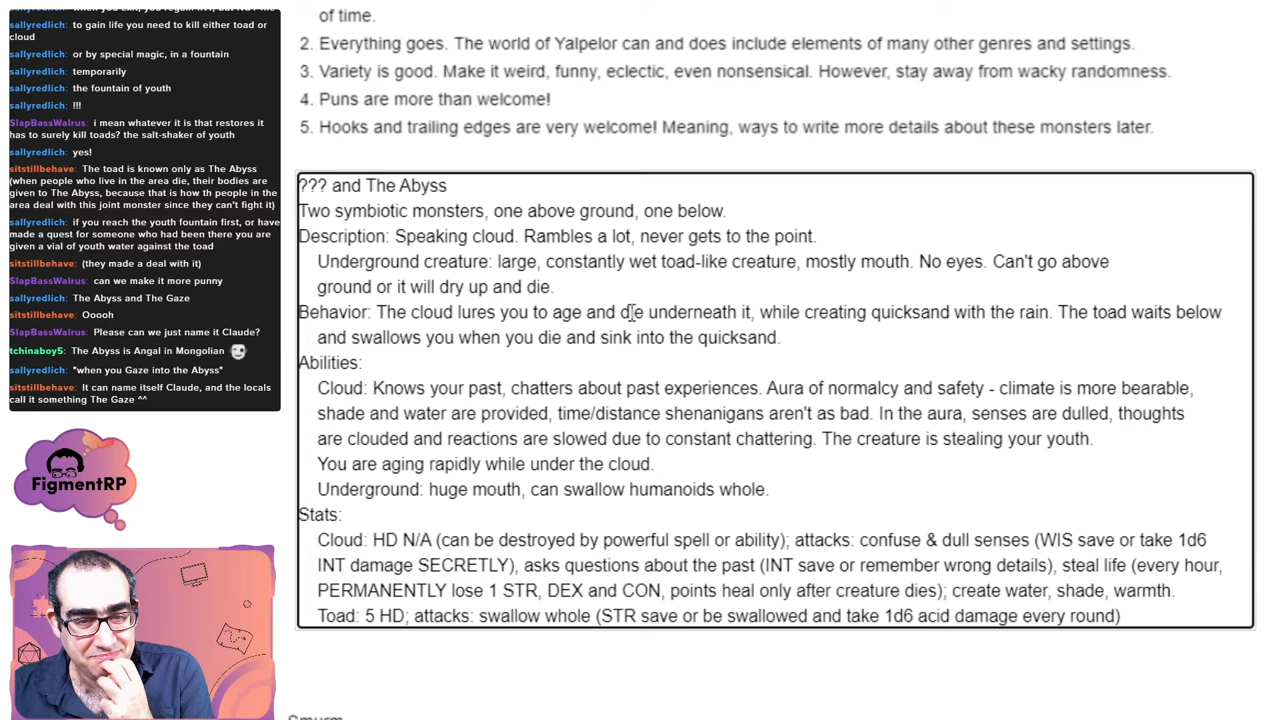 sallyredlich: to gain life you need to kill either toad or
cloud
sallyredlich: or by special magic, in a fountain
sallyredlich: temporarily
sallyredlich: the fountain of youth
sallyredlich: !!!
SlapBassWalrus: i mean whatever it is that restores it
has to surely kill toads? the salt-shaker of youth
sallyredlich: yes!
sitstillbehave: The toad is known only as The Abyss
(when people who live in the area die, their bodies are
given to The Abyss, because that is how th people in the
area deal with this joint monster since they can't fight it)
sallyredlich: if you reach the youth fountain first, or have
made a quest for someone who had been there you are
given a vial of youth water against the toad
sitstillbehave: (they made a deal with it)
SlapBassWalrus: can we make it more punny
sallyredlich: The Abyss and The Gaze
sitstillbehave: Ooooh
SlapBassWalrus: Please can we just name it Claude?
tchinaboy5: The Abyss is Angal in Mongolian
sallyredlich: *when you Gaze into the Abyss*
sitstillbehave: It can name itself Claude, and the locals
call it something The Gaze ^^
FigmentRP
of time.
2. Everything goes. The world of Yalpelor can and does include elements of many other genres and settings.
3. Variety is good. Make it weird, funny, eclectic, even nonsensical. However, stay away from wacky randomness.
4. Puns are more than welcome!
5. Hooks and trailing edges are very welcome! Meaning, ways to write more details about these monsters later.
??? and The Abyss
Two symbiotic monsters, one above ground, one below.
Description: Speaking cloud. Rambles a lot, never gets to the point.
Underground creature: large, constantly wet toad-like creature, mostly mouth. No eyes. Can't go above
ground or it will dry up and die.
Behavior: The cloud lures you to age and die underneath it, while creating quicksand with the rain. The toad waits below
and swallows you when you die and sink into the quicksand.
Abilities:
Cloud: Knows your past, chatters about past experiences. Aura of normalcy and safety - climate is more bearable,
shade and water are provided, time/distance shenanigans aren't as bad. In the aura, senses are dulled, thoughts
are clouded and reactions are slowed due to constant chattering. The creature is stealing your youth.
You are aging rapidly while under the cloud.
Underground: huge mouth, can swallow humanoids whole.
Stats:
Cloud: HD N/A (can be destroyed by powerful spell or ability); attacks: confuse & dull senses (WIS save or take 1d6
INT damage SECRETLY), asks questions about the past (INT save or remember wrong details), steal life (every hour,
PERMANENTLY lose 1 STR, DEX and CON, points heal only after creature dies); create water, shade, warmth.
Toad: 5 HD; attacks: swallow whole (STR save or be swallowed and take 1d6 acid damage every round)